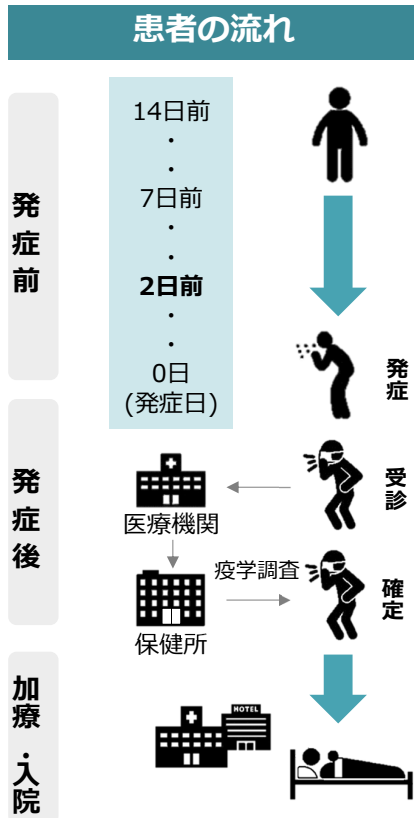 患者の流れ
発症前
14日前
・
・
7日前
・
・
2日前
・
・
0日
(発症日)
発症
発症後
受診
医療機関
疫学調査
確定
保健所
加療・入院
HOTEL